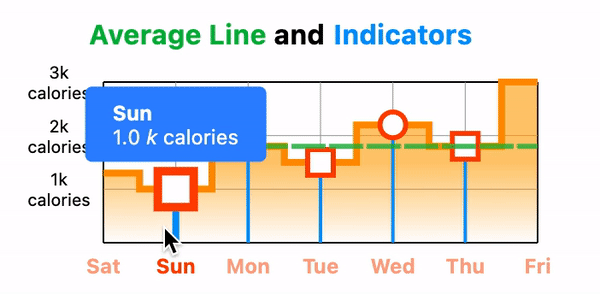 Average Line and Indicators
3k
calories
Sun
1.0 k calories
2k
calories
1k
calories
Sat Sun Mon Tue Wed Thu Fri